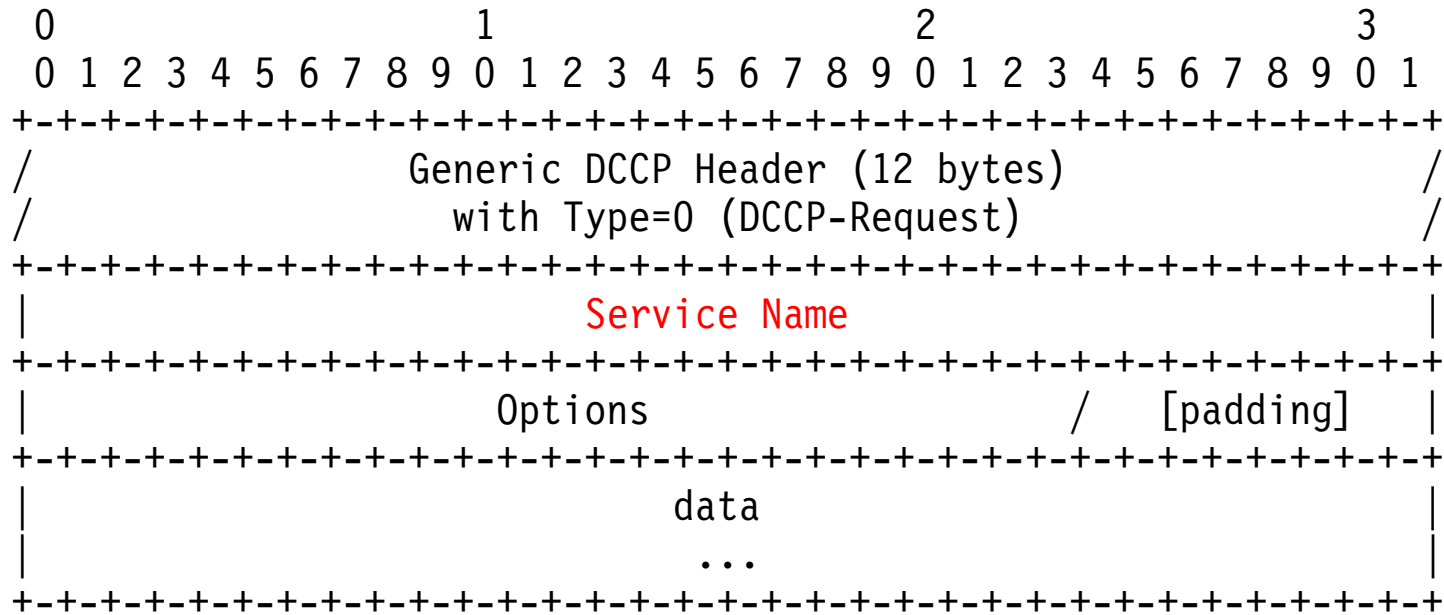 0                   1                   2                   3
 0 1 2 3 4 5 6 7 8 9 0 1 2 3 4 5 6 7 8 9 0 1 2 3 4 5 6 7 8 9 0 1
+-+-+-+-+-+-+-+-+-+-+-+-+-+-+-+-+-+-+-+-+-+-+-+-+-+-+-+-+-+-+-+-+
/                 Generic DCCP Header (12 bytes)                /
/                   with Type=0 (DCCP-Request)                  /
+-+-+-+-+-+-+-+-+-+-+-+-+-+-+-+-+-+-+-+-+-+-+-+-+-+-+-+-+-+-+-+-+
|                         Service Name                          |
+-+-+-+-+-+-+-+-+-+-+-+-+-+-+-+-+-+-+-+-+-+-+-+-+-+-+-+-+-+-+-+-+
|                     Options                   /   [padding]   |
+-+-+-+-+-+-+-+-+-+-+-+-+-+-+-+-+-+-+-+-+-+-+-+-+-+-+-+-+-+-+-+-+
|                             data                              |
|                              ...                              |
+-+-+-+-+-+-+-+-+-+-+-+-+-+-+-+-+-+-+-+-+-+-+-+-+-+-+-+-+-+-+-+-+